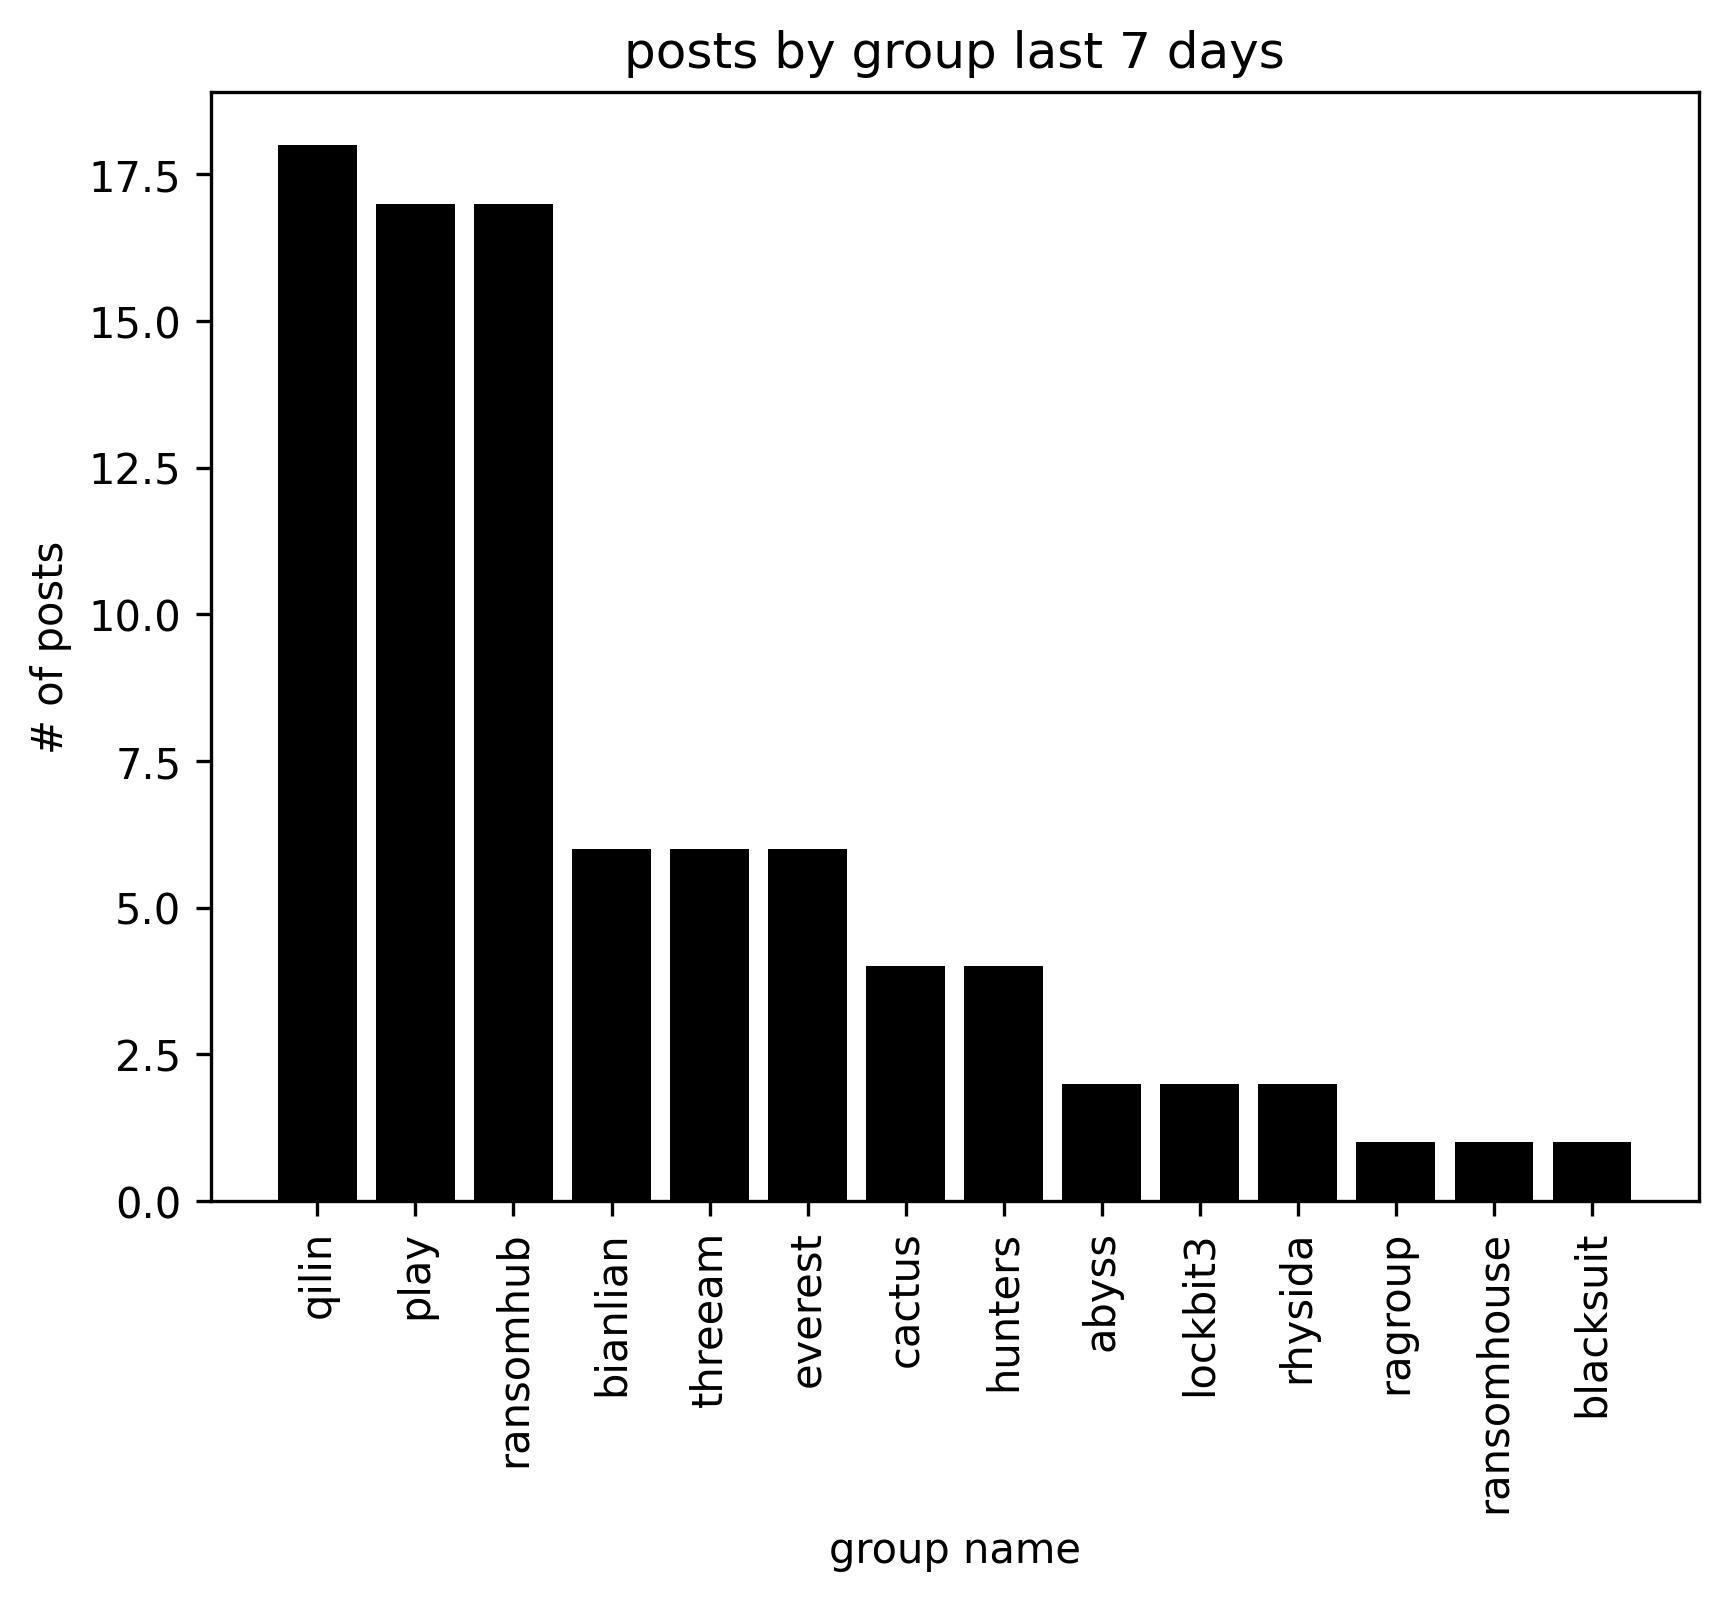 posts by group last 7 days
# of posts
17.5
15.0
12.5
10.0
7.5
5.0
2.5
0.0
qilin
play
ransomhub
bianlian
threeam
everest
cactus
hunters
abyss
lockbit3
rhysida
ragroup
ransomhouse
blacksuit
group name